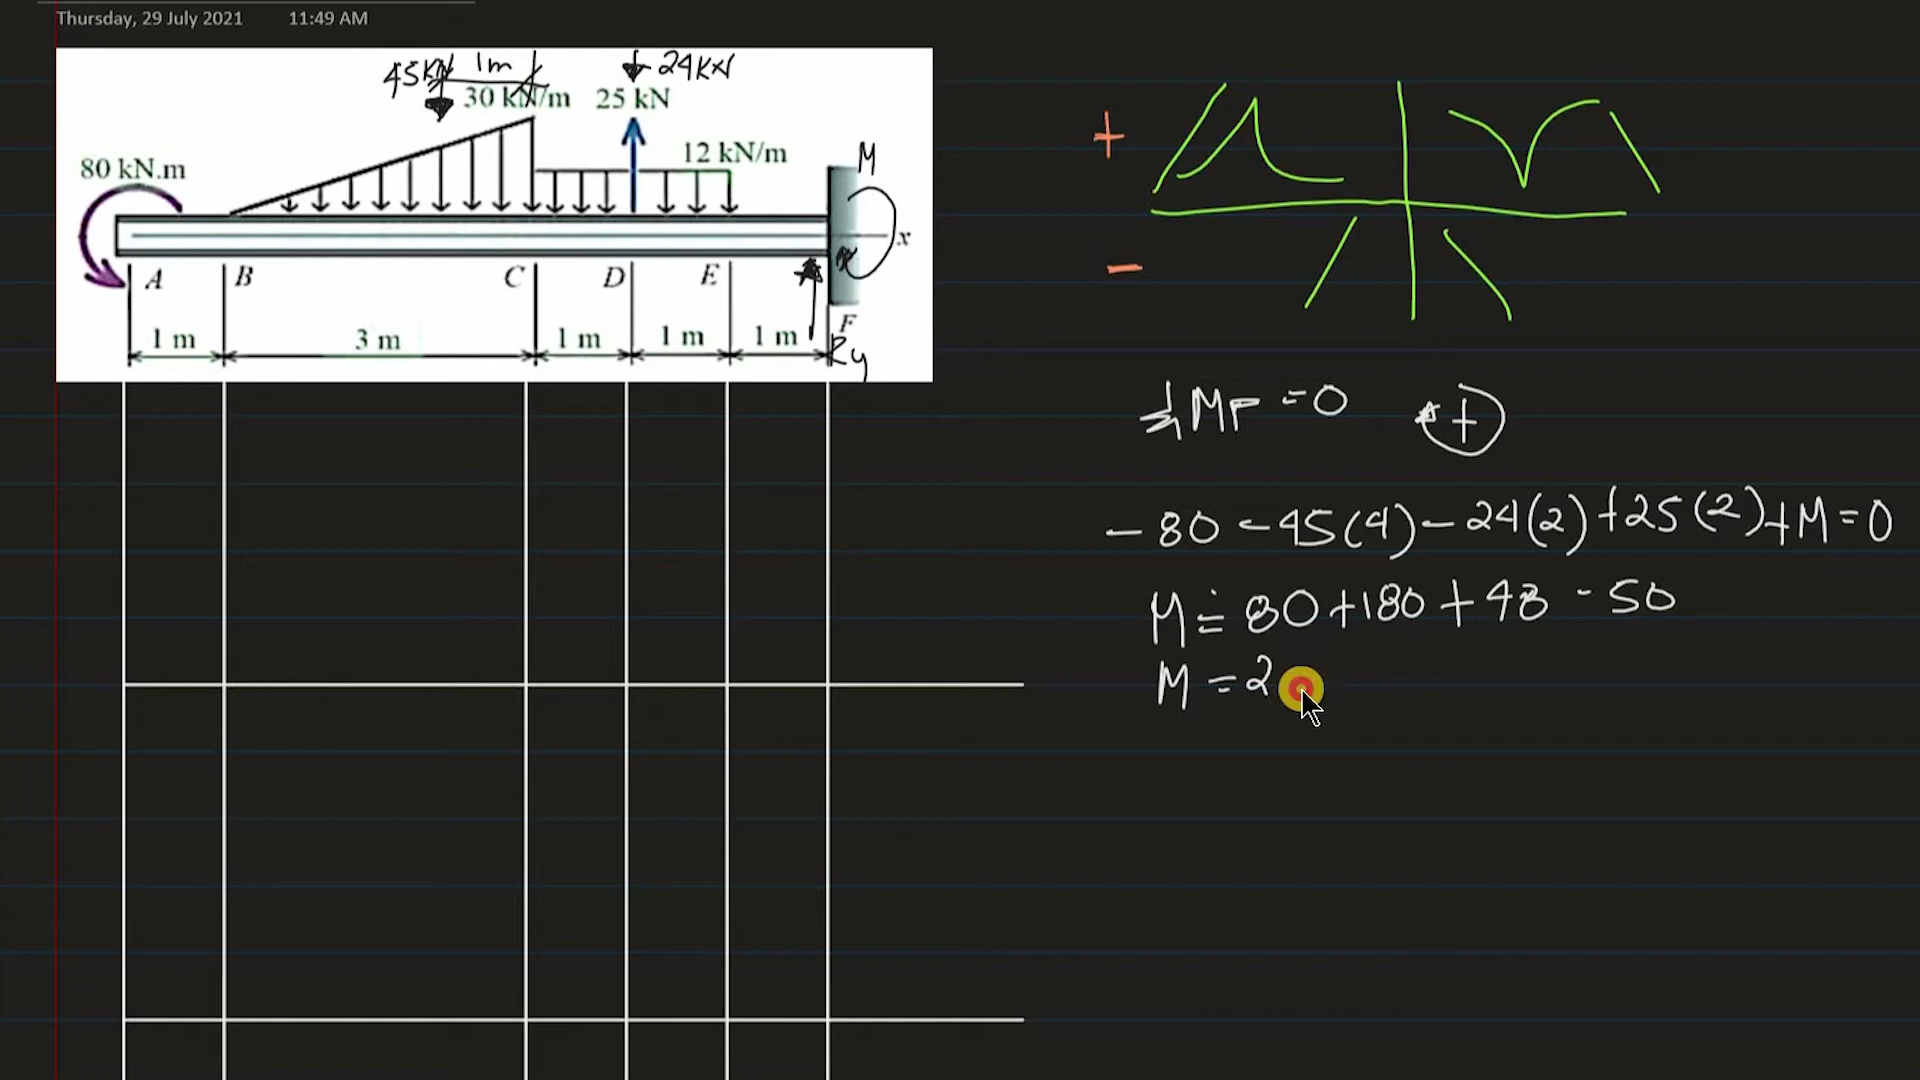 Thursday, 29 July 2021 11:49 AM
45kN 1m 24KN
30 kN/m 25 kN
80 kN.m 12 kN/m M
x
A B C D E
F
1 m 3 m 1 m 1 m 1 m
Ry
+
-
ΣMF = 0 +
- 80 - 45(4) - 24(2) + 25(2) + M = 0
M = 80 + 180 + 48 - 50
M = 2